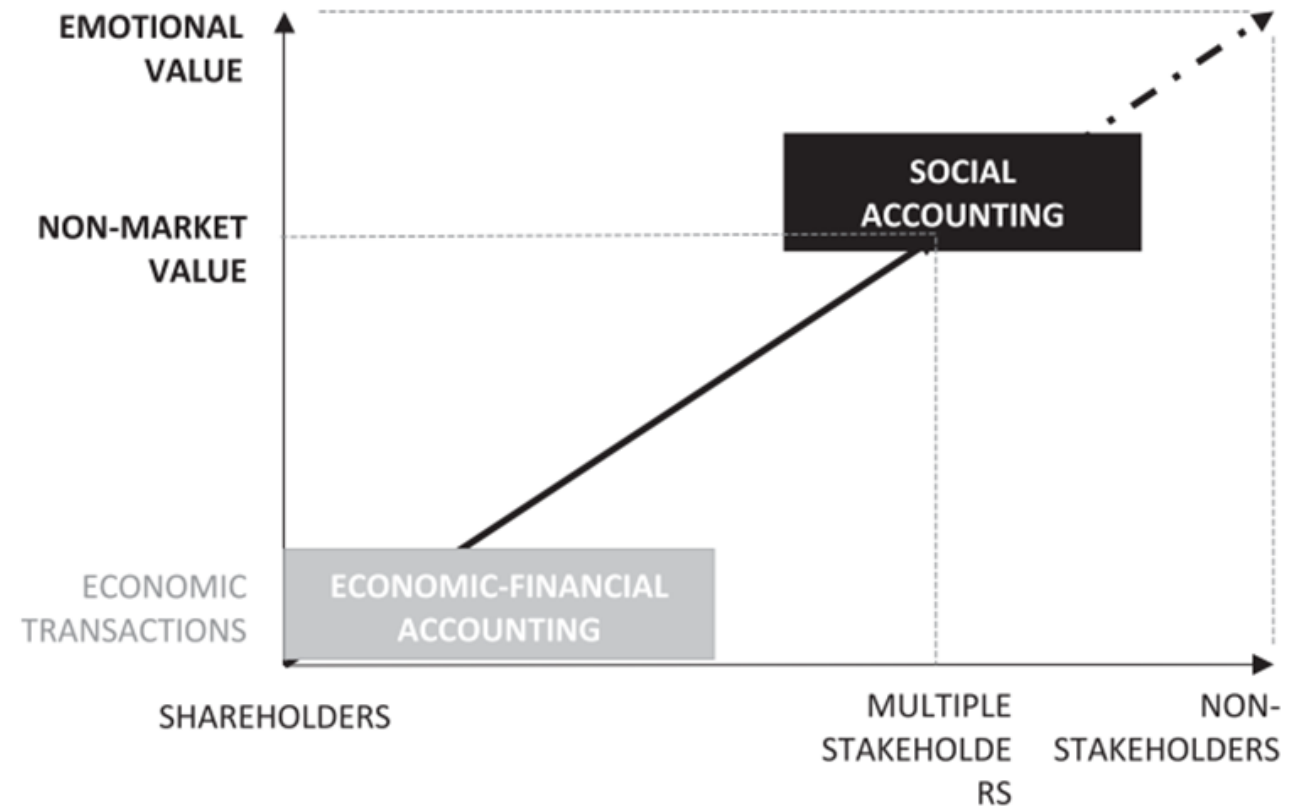 EMOTIONAL
VALUE
SOCIAL
ACCOUNTING
NON-MARKET
VALUE
ECONOMIC
TRANSACTIONS
ECONOMIC-FINANCIAL
ACCOUNTING
SHAREHOLDERS
MULTIPLE
STAKEHOLDE
RS
NON-
STAKEHOLDERS